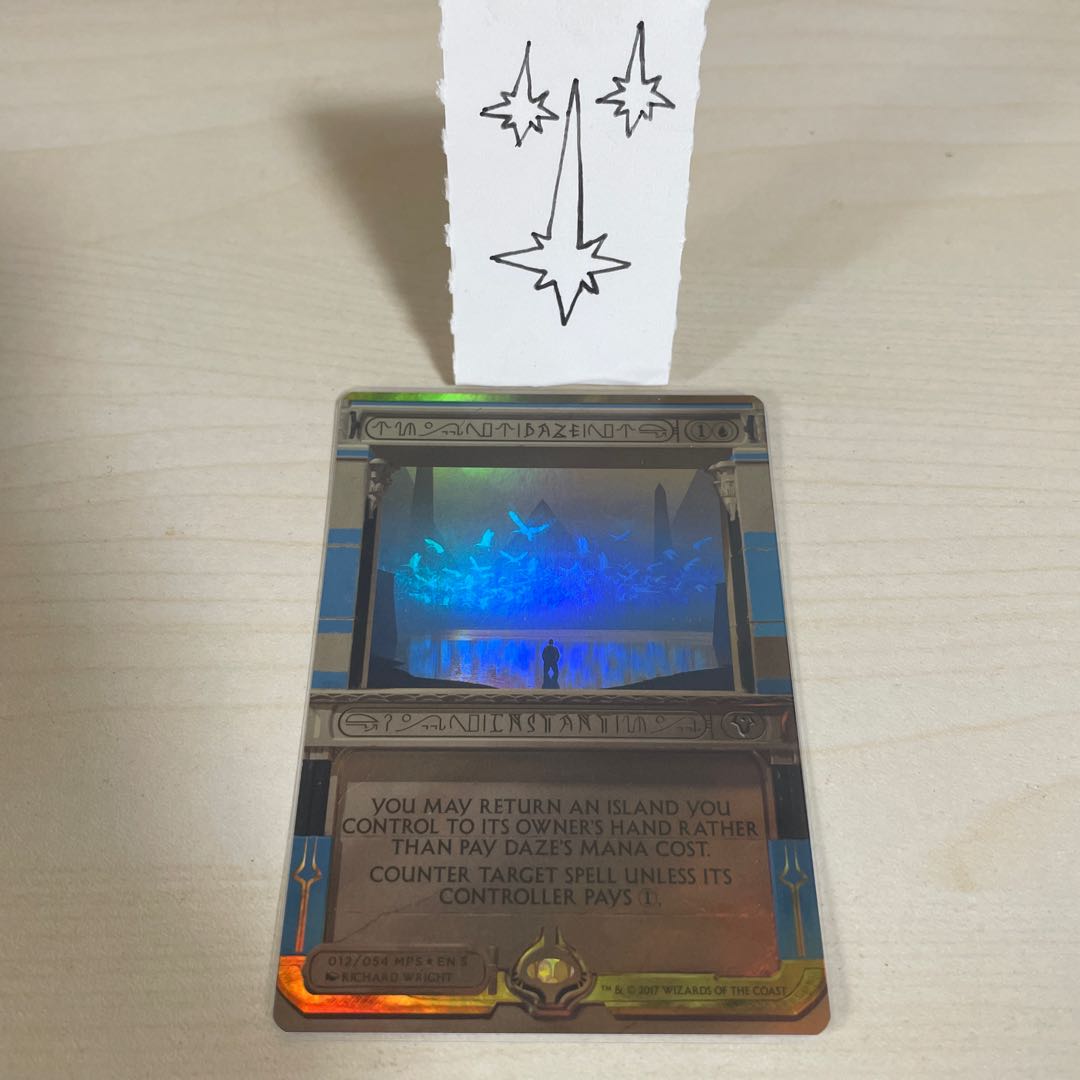 DAZE 1
INSTANT
YOU MAY RETURN AN ISLAND YOU
CONTROL TO ITS OWNER'S HAND RATHER
THAN PAY DAZE'S MANA COST.
COUNTER TARGET SPELL UNLESS ITS
CONTROLLER PAYS 1.
012/054 MPS ★ EN S
RICHARD WRIGHT
™ & © 2017 WIZARDS OF THE COAST